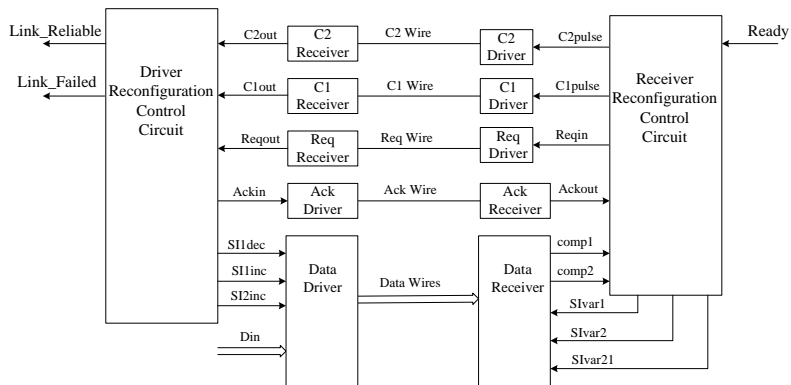 Link_Reliable
Link_Failed
Driver
Reconfiguration
Control
Circuit
C2out
C2
Receiver
C2 Wire
C2
Driver
C2pulse
C1out
C1
Receiver
C1 Wire
C1
Driver
C1pulse
Reqout
Req
Receiver
Req Wire
Req
Driver
Reqin
Ackin
Ack
Driver
Ack Wire
Ack
Receiver
Ackout
Receiver
Reconfiguration
Control
Circuit
Ready
SI1dec
SI1inc
SI2inc
Din
Data
Driver
Data Wires
Data
Receiver
comp1
comp2
SIvar1
SIvar2
SIvar21